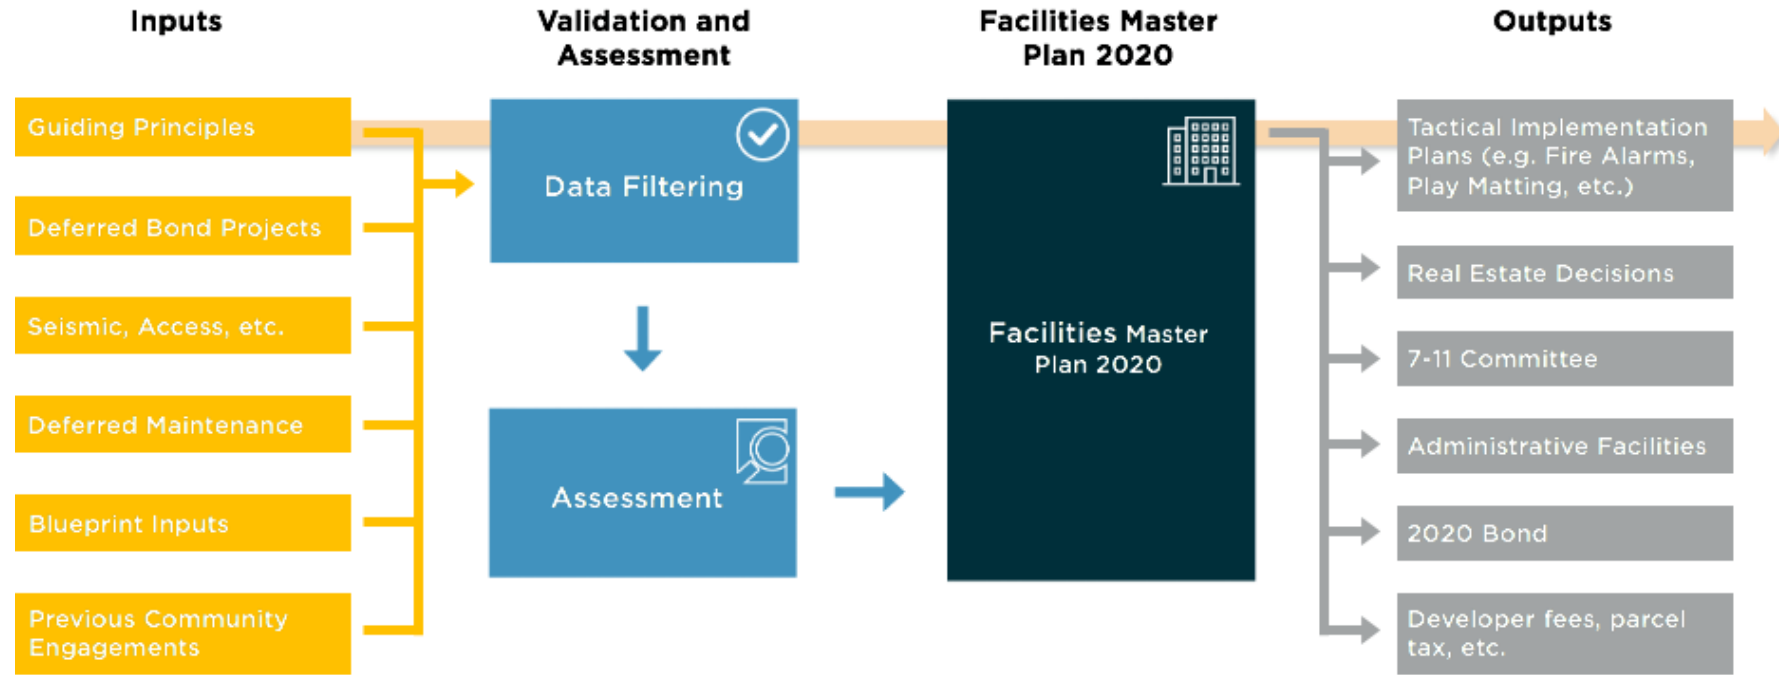 Inputs
Validation and
Assessment
Facilities Master
Plan 2020
Outputs
Guiding Principles
Deferred Bond Projects
Seismic, Access, etc.
Deferred Maintenance
Blueprint Inputs
Previous Community
Engagements
Data Filtering
Assessment
Facilities Master
Plan 2020
Tactical Implementation
Plans (e.g. Fire Alarms,
Play Matting, etc.)
Real Estate Decisions
7-11 Committee
Administrative Facilities
2020 Bond
Developer fees, parcel
tax, etc.